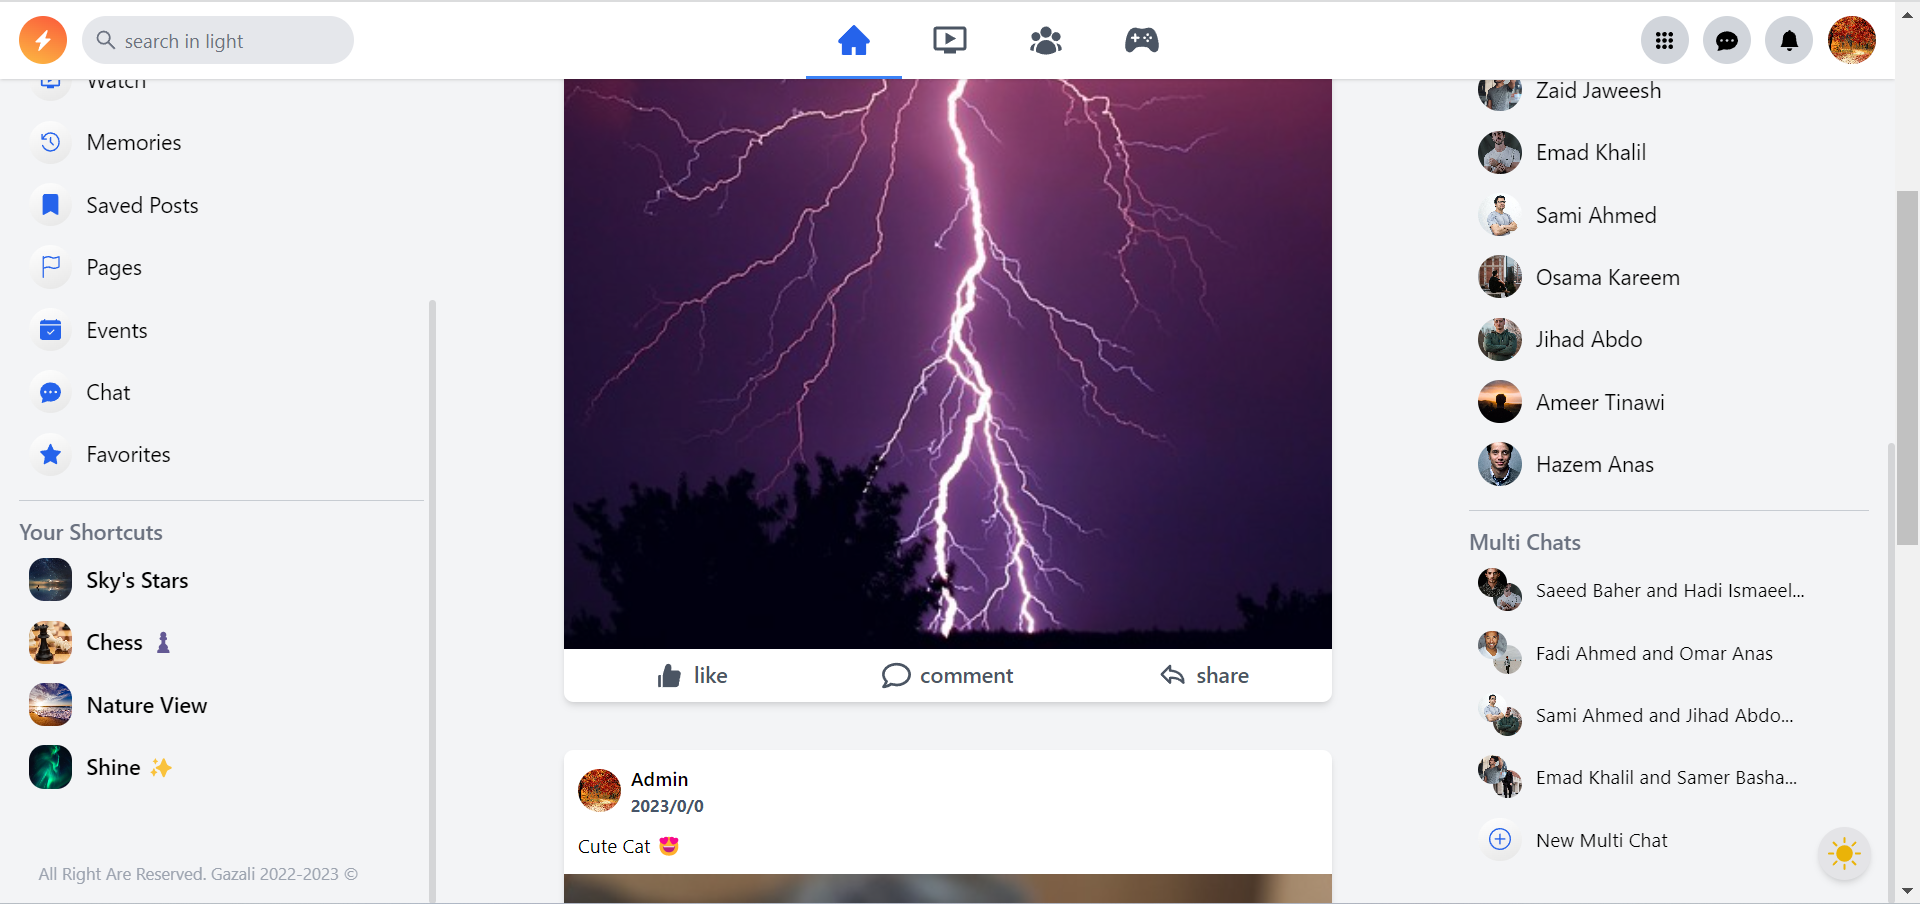 search in light
Watch
Memories
Saved Posts
Pages
Events
Chat
Favorites
Your Shortcuts
Sky's Stars
Chess ♟
Nature View
Shine ✨
All Right Are Reserved. Gazali 2022-2023 ©
like
comment
share
Admin
2023/0/0
Cute Cat 😍
Zaid Jaweesh
Emad Khalil
Sami Ahmed
Osama Kareem
Jihad Abdo
Ameer Tinawi
Hazem Anas
Multi Chats
Saeed Baher and Hadi Ismaeel...
Fadi Ahmed and Omar Anas
Sami Ahmed and Jihad Abdo...
Emad Khalil and Samer Basha...
New Multi Chat